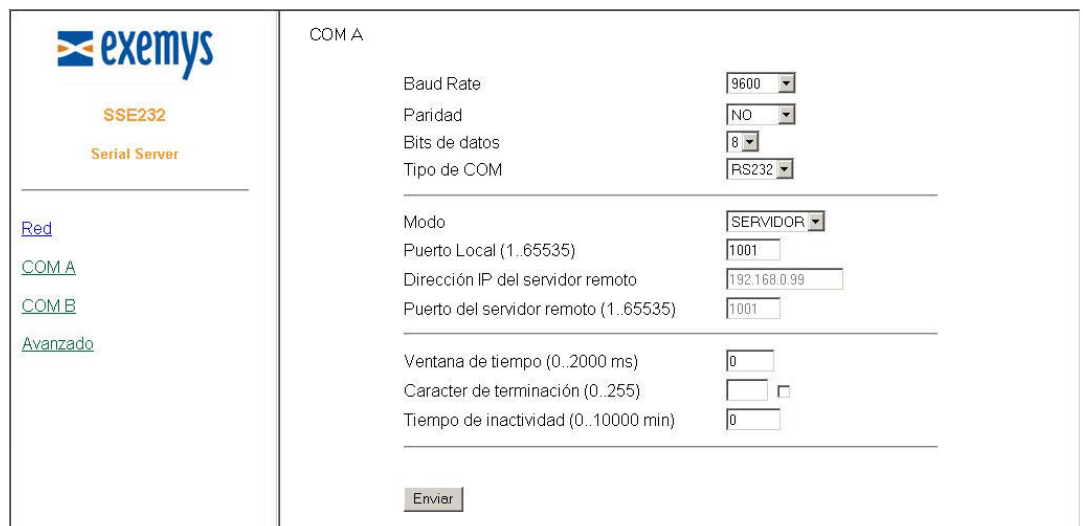 exemys
SSE232
Serial Server
Red
COM A
COM B
Avanzado
COM A
Baud Rate 9600
Paridad NO
Bits de datos 8
Tipo de COM RS232
Modo SERVIDOR
Puerto Local (1..65535) 1001
Dirección IP del servidor remoto 192.168.0.99
Puerto del servidor remoto (1..65535) 1001
Ventana de tiempo (0..2000 ms) 0
Caracter de terminación (0..255)
Tiempo de inactividad (0..10000 min) 0
Enviar